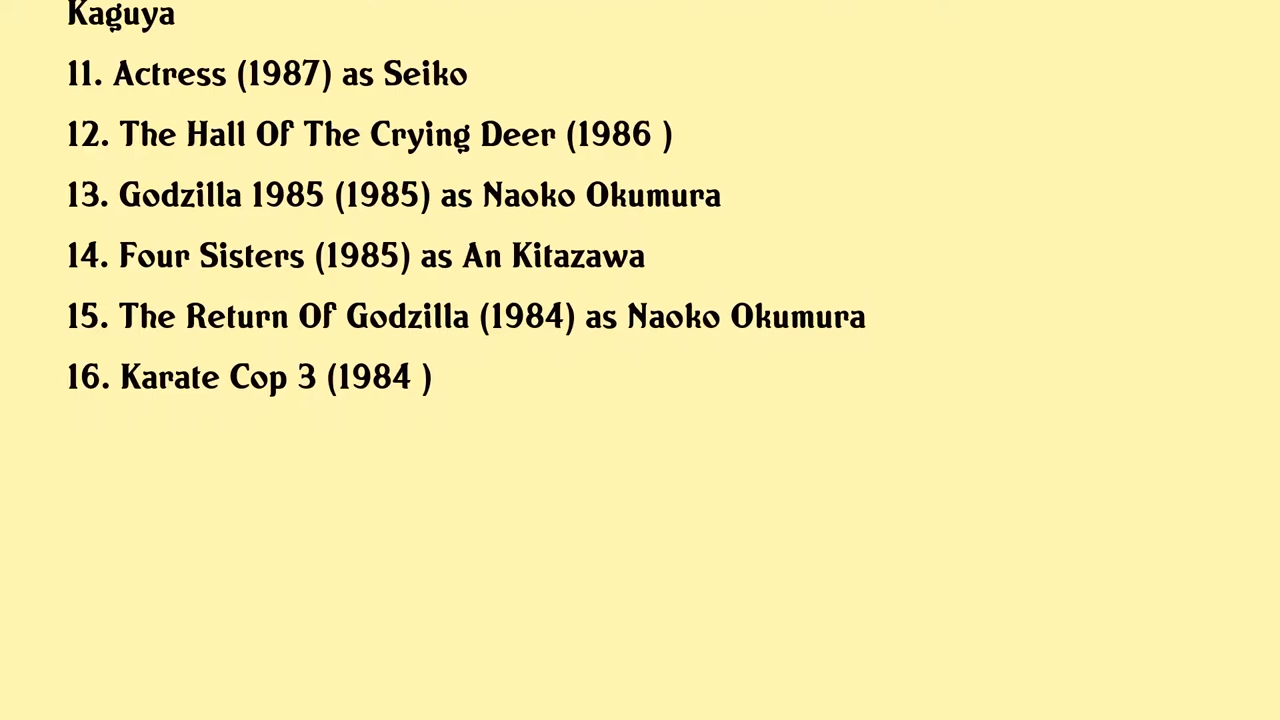 Kaguya
11. Actress (1987) as Seiko
12. The Hall Of The Crying Deer (1986 )
13. Godzilla 1985 (1985) as Naoko Okumura
14. Four Sisters (1985) as An Kitazawa
15. The Return Of Godzilla (1984) as Naoko Okumura
16. Karate Cop 3 (1984 )